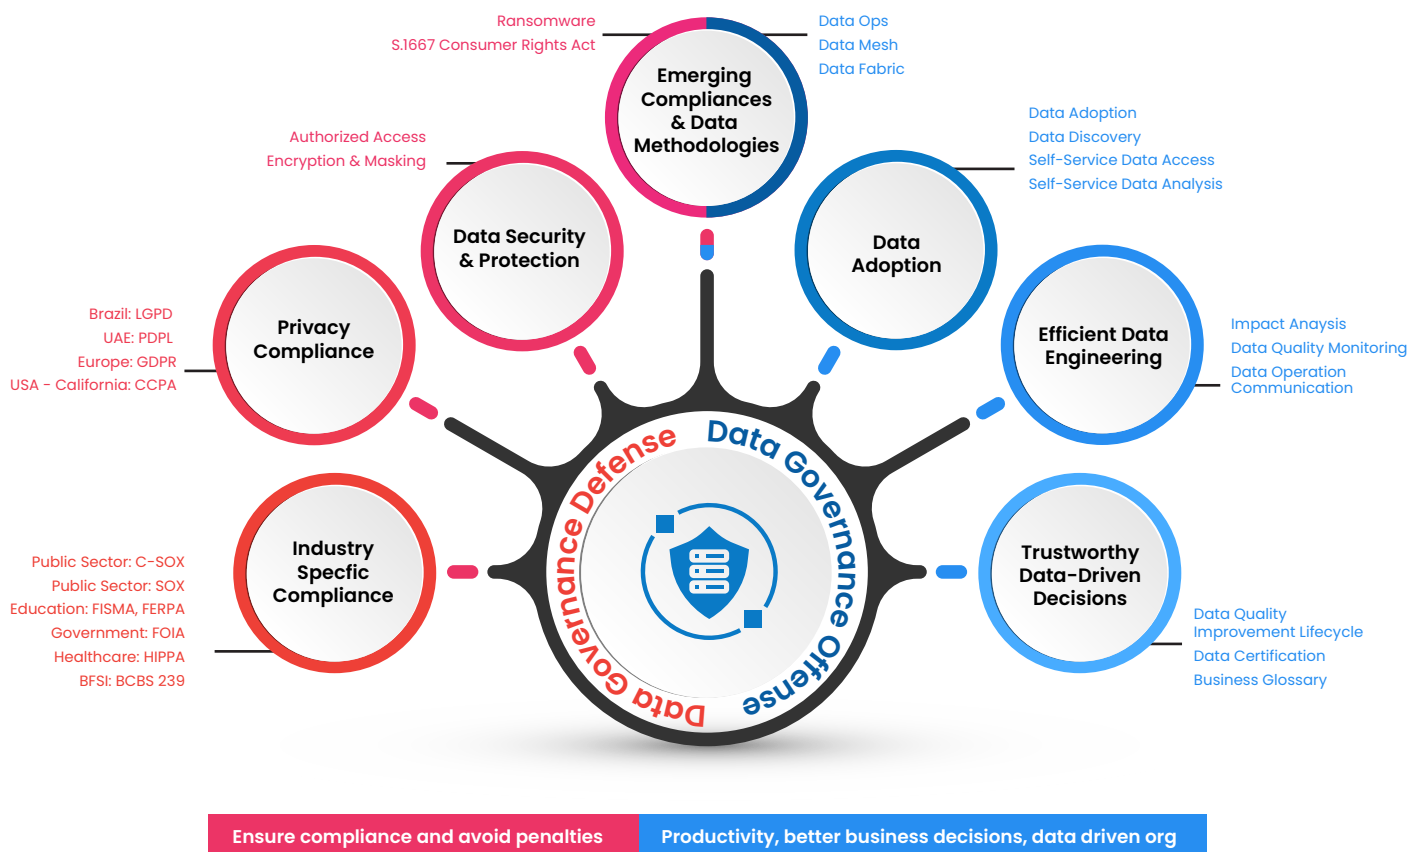 Ransomware
S.1667 Consumer Rights Act
Emerging
Compliances
& Data
Methodologies
Data Ops
Data Mesh
Data Fabric
Authorized Access
Encryption & Masking
Data Security
& Protection
Data
Adoption
Data Adoption
Data Discovery
Self-Service Data Access
Self-Service Data Analysis
Brazil: LGPD
UAE: PDPL
Europe: GDPR
USA - California: CCPA
Privacy
Compliance
Efficient Data
Engineering
Impact Anaysis
Data Quality Monitoring
Data Operation
Communication
Data Governance Defense
Data Governance Offense
Public Sector: C-SOX
Public Sector: SOX
Education: FISMA, FERPA
Government: FOIA
Healthcare: HIPPA
BFSI: BCBS 239
Industry
Specfic
Compliance
Trustworthy
Data-Driven
Decisions
Data Quality
Improvement Lifecycle
Data Certification
Business Glossary
Ensure compliance and avoid penalties
Productivity, better business decisions, data driven org